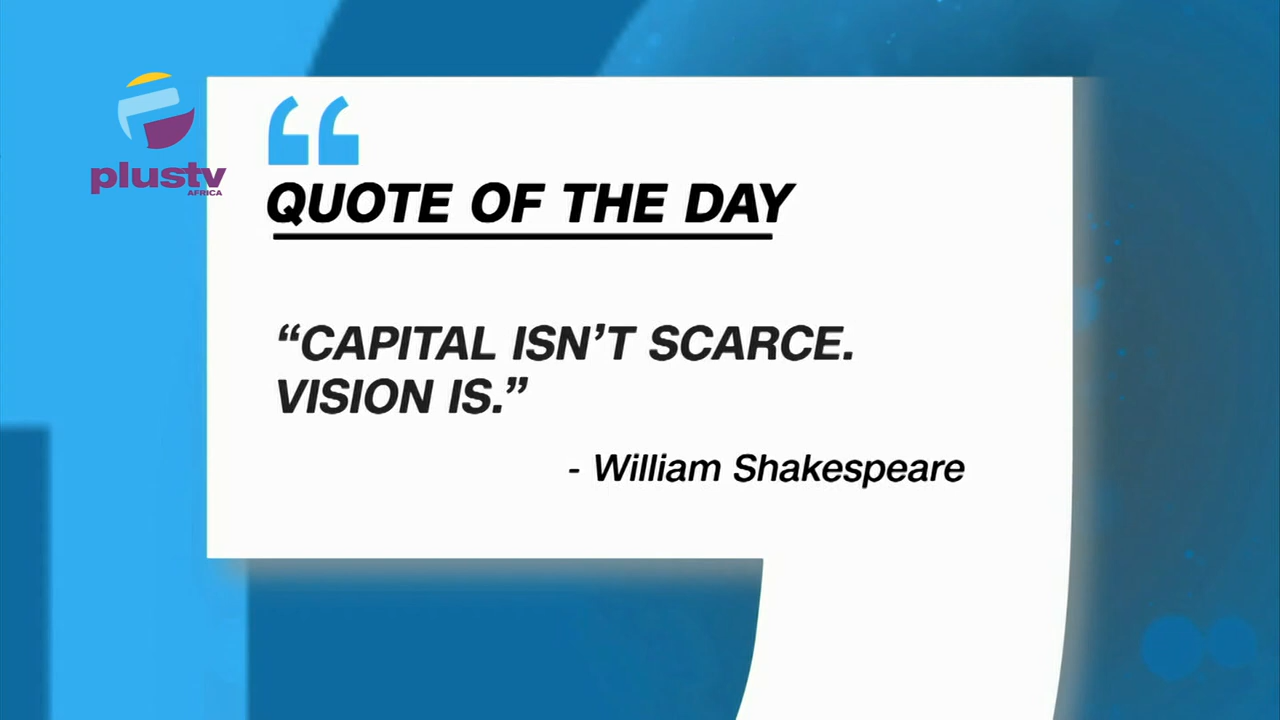 plustv
AFRICA
“
QUOTE OF THE DAY
“CAPITAL ISN’T SCARCE.
VISION IS.”
- William Shakespeare